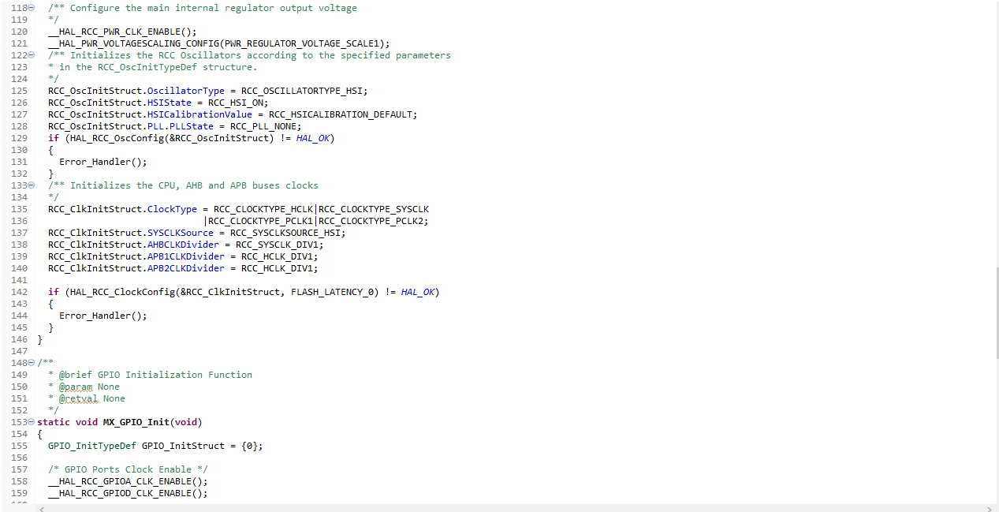 118 /** Configure the main internal regulator output voltage
119 */
120 __HAL_RCC_PWR_CLK_ENABLE();
121 __HAL_PWR_VOLTAGESCALING_CONFIG(PWR_REGULATOR_VOLTAGE_SCALE1);
122 /** Initializes the RCC Oscillators according to the specified parameters
123 * in the RCC_OscInitTypeDef structure.
124 */
125 RCC_OscInitStruct.OscillatorType = RCC_OSCILLATORTYPE_HSI;
126 RCC_OscInitStruct.HSIState = RCC_HSI_ON;
127 RCC_OscInitStruct.HSICalibrationValue = RCC_HSICALIBRATION_DEFAULT;
128 RCC_OscInitStruct.PLL.PLLState = RCC_PLL_NONE;
129 if (HAL_RCC_OscConfig(&RCC_OscInitStruct) != HAL_OK)
130 {
131 Error_Handler();
132 }
133 /** Initializes the CPU, AHB and APB buses clocks
134 */
135 RCC_ClkInitStruct.ClockType = RCC_CLOCKTYPE_HCLK|RCC_CLOCKTYPE_SYSCLK
136 |RCC_CLOCKTYPE_PCLK1|RCC_CLOCKTYPE_PCLK2;
137 RCC_ClkInitStruct.SYSCLKSource = RCC_SYSCLKSOURCE_HSI;
138 RCC_ClkInitStruct.AHBCLKDivider = RCC_SYSCLK_DIV1;
139 RCC_ClkInitStruct.APB1CLKDivider = RCC_HCLK_DIV1;
140 RCC_ClkInitStruct.APB2CLKDivider = RCC_HCLK_DIV1;
141
142 if (HAL_RCC_ClockConfig(&RCC_ClkInitStruct, FLASH_LATENCY_0) != HAL_OK)
143 {
144 Error_Handler();
145 }
146 }
147
148 /**
149 * @brief GPIO Initialization Function
150 * @param None
151 * @retval None
152 */
153 static void MX_GPIO_Init(void)
154 {
155 GPIO_InitTypeDef GPIO_InitStruct = {0};
156
157 /* GPIO Ports Clock Enable */
158 __HAL_RCC_GPIOA_CLK_ENABLE();
159 __HAL_RCC_GPIOD_CLK_ENABLE();